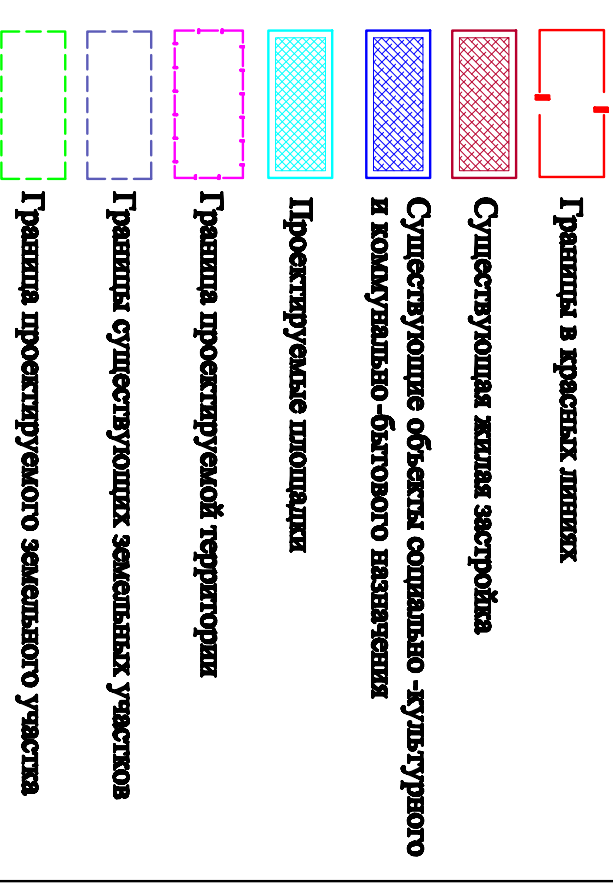 Границы в красных линиях
Существующая жилая застройка
Существующие объекты социально -культурного
и коммунально-бытового назначения
Проектируемые площадки
Граница проектируемой территории
Границы существующих земельных участков
Граница проектируемого земельного участка